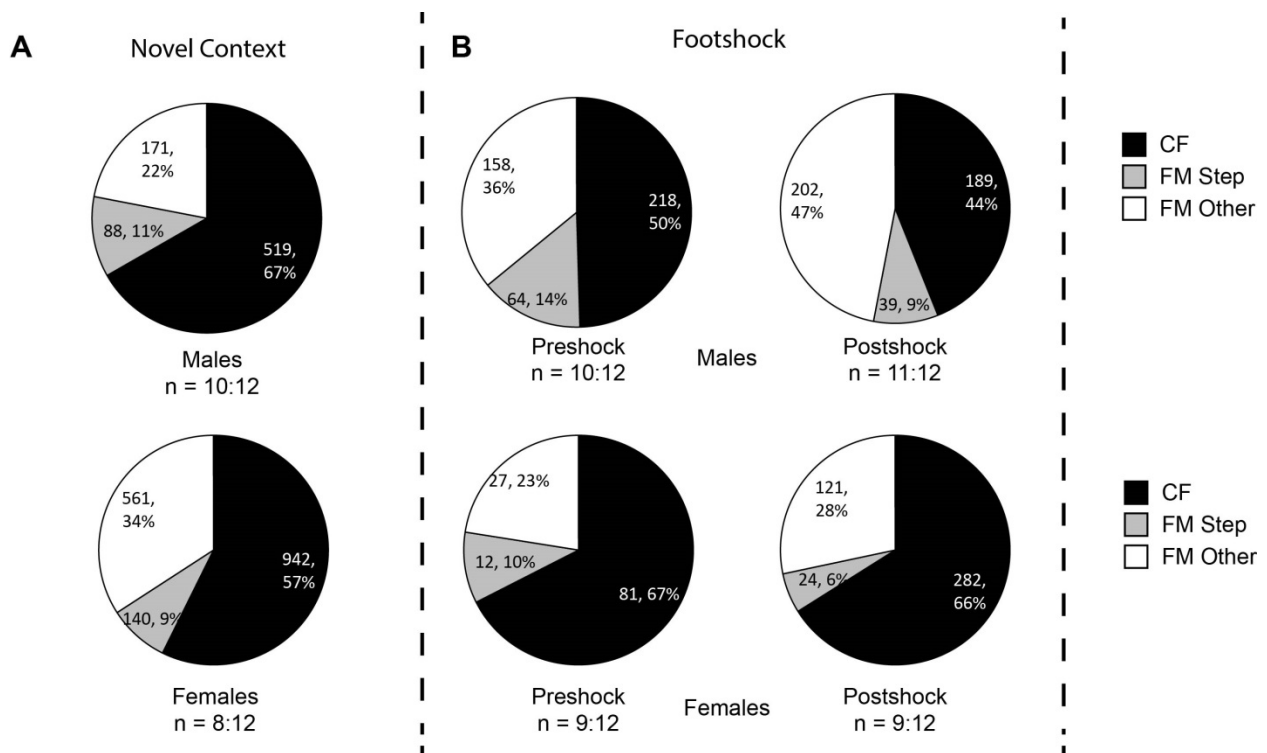 A
Novel Context
171,
22%
88, 11%
519,
67%
Males
n = 10:12
561,
34%
942,
57%
140, 9%
Females
n = 8:12
B
Footshock
158,
36%
218,
50%
64, 14%
Preshock
n = 10:12
Males
202,
47%
189,
44%
39, 9%
Postshock
n = 11:12
27, 23%
12, 10%
81, 67%
Preshock
n = 9:12
Females
121,
28%
24, 6%
282,
66%
Postshock
n = 9:12
CF
FM Step
FM Other
CF
FM Step
FM Other